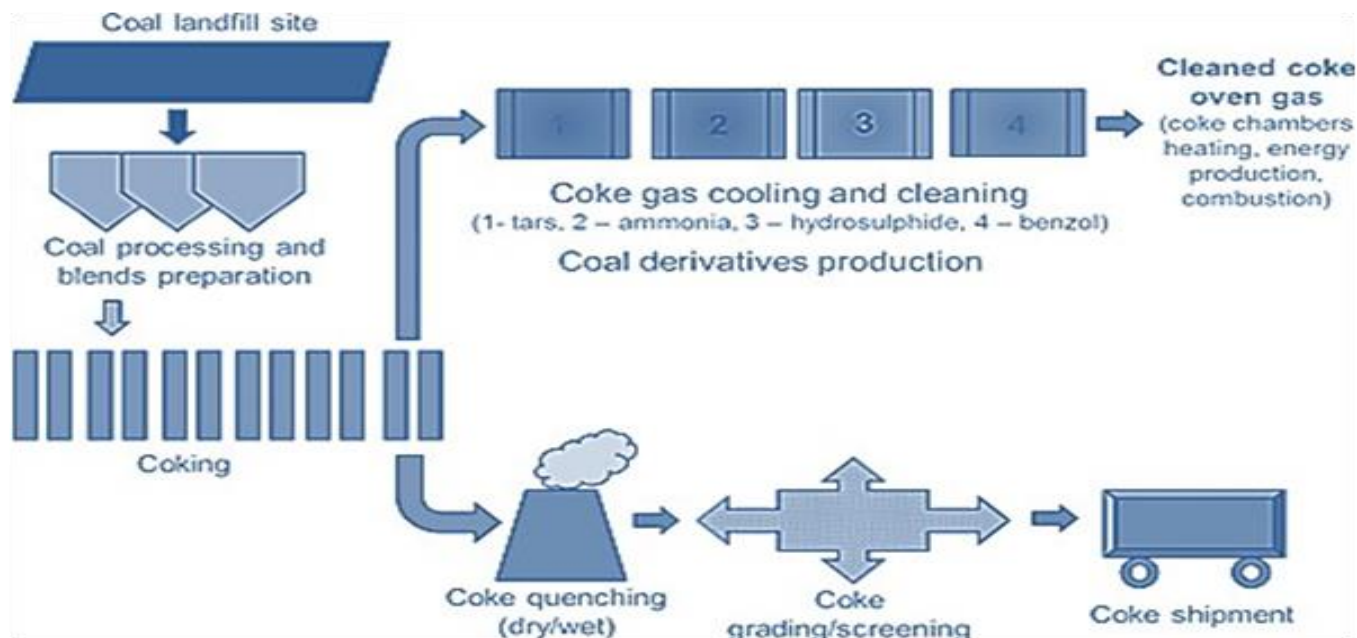 Coal landfill site
Coal processing and
blends preparation
Coking
1
2
3
4
Coke gas cooling and cleaning
(1- tars, 2 – ammonia, 3 – hydrosulphide, 4 – benzol)
Coal derivatives production
Cleaned coke
oven gas
(coke chambers
heating, energy
production,
combustion)
Coke quenching
(dry/wet)
Coke
grading/screening
Coke shipment